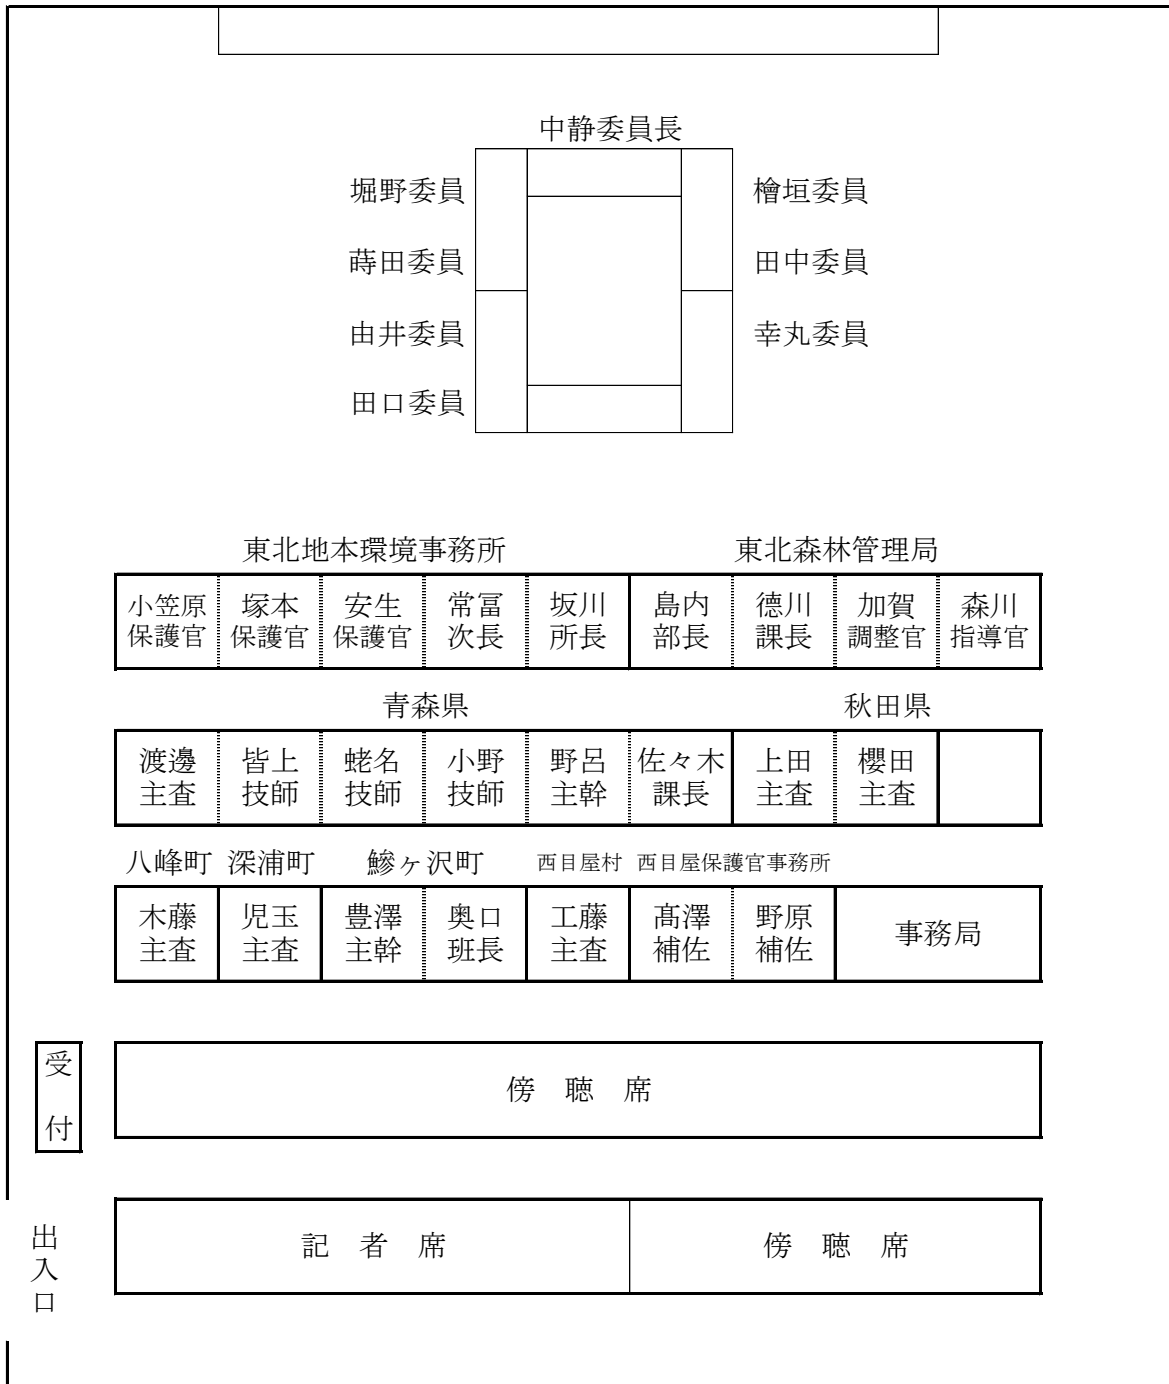 中静委員長
堀野委員 檜垣委員
蒔田委員 田中委員
由井委員 幸丸委員
田口委員
東北地本環境事務所 東北森林管理局
小笠原 塚本 安生 常冨 坂川 島内 德川 加賀 森川
保護官 保護官 保護官 次長 所長 部長 課長 調整官 指導官
青森県 秋田県
渡邊 皆上 蛯名 小野 野呂 佐々木 上田 櫻田
主査 技師 技師 技師 主幹 課長 主査 主査
八峰町 深浦町 鰺ヶ沢町 西目屋村 西目屋保護官事務所
木藤 児玉 豊澤 奥口 工藤 髙澤 野原 事務局
主査 主査 主幹 班長 主査 補佐 補佐
受付
傍 聴 席
出入口
記 者 席 傍 聴 席